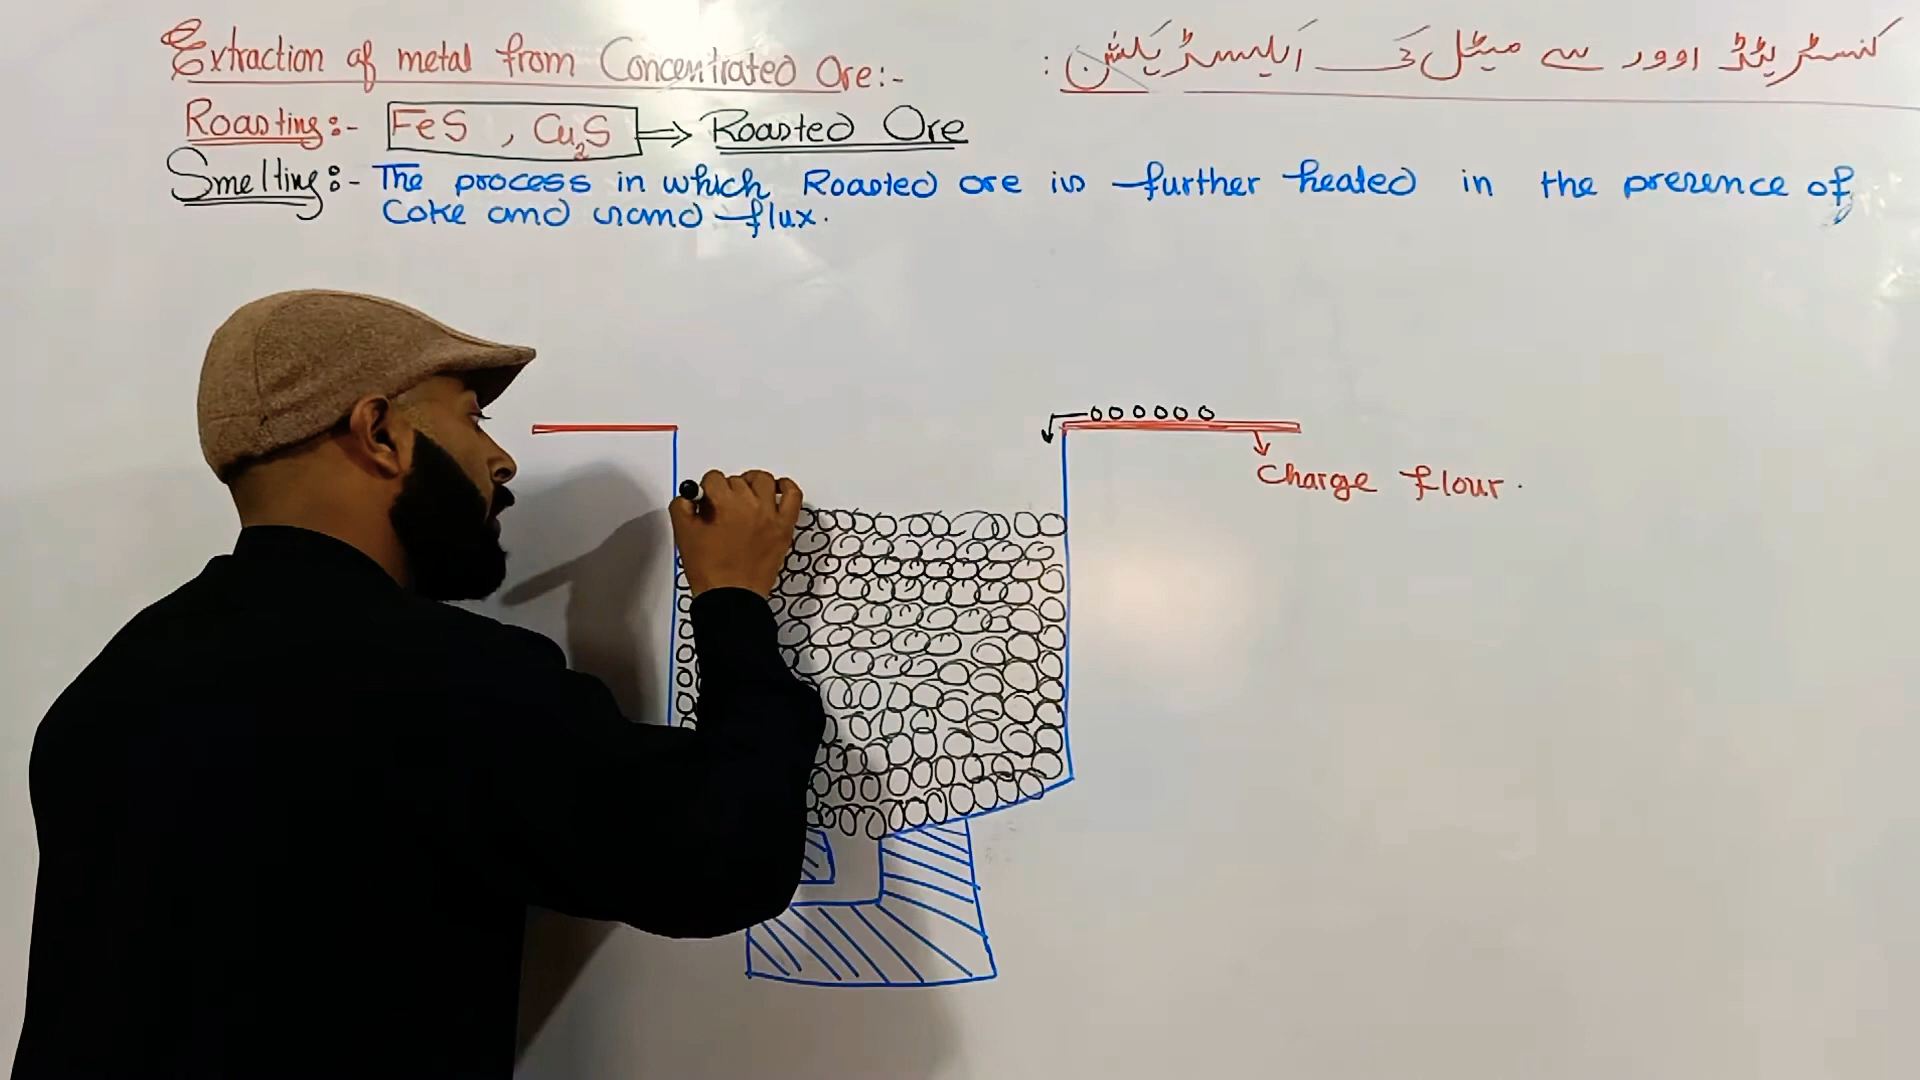 Extraction of metal from Concentrated Ore:-
کنسنٹریٹڈ اوور سے میٹل کی ایکسٹریکشن :
Roasting:- FeS , Cu₂S ⇒ Roasted Ore
Smelting:- The process in which Roasted ore is further heated in the presence of
Coke and sand flux.
Charge flour.